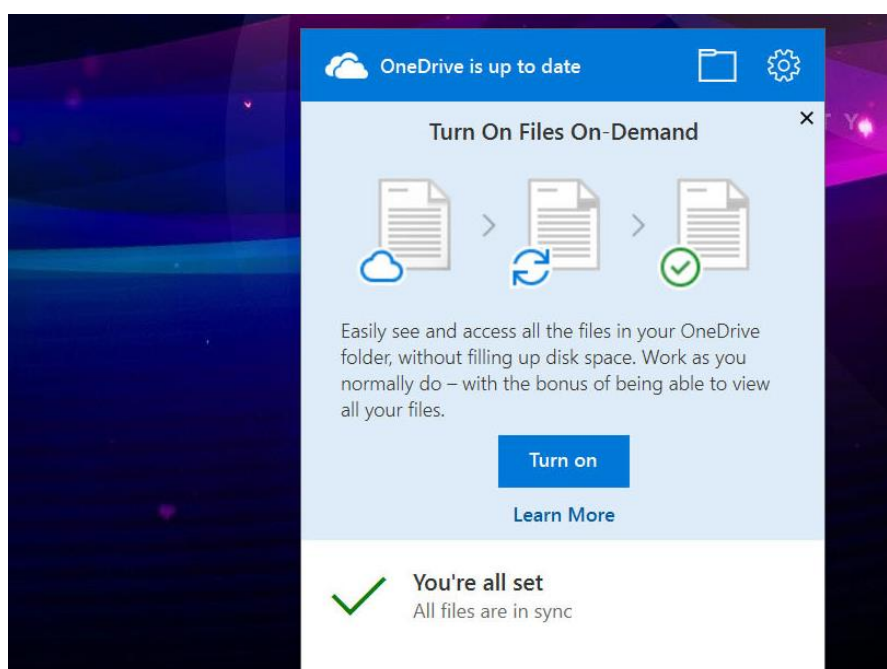 OneDrive is up to date
Turn On Files On-Demand
Easily see and access all the files in your OneDrive
folder, without filling up disk space. Work as you
normally do – with the bonus of being able to view
all your files.
Turn on
Learn More
You're all set
All files are in sync